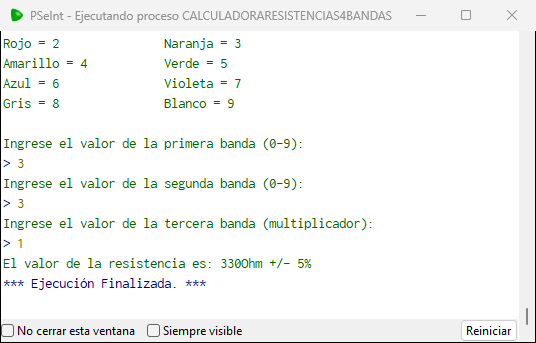 PSeInt - Ejecutando proceso CALCULADORARESISTENCIAS4BANDAS
Rojo = 2 Naranja = 3
Amarillo = 4 Verde = 5
Azul = 6 Violeta = 7
Gris = 8 Blanco = 9
Ingrese el valor de la primera banda (0-9):
> 3
Ingrese el valor de la segunda banda (0-9):
> 3
Ingrese el valor de la tercera banda (multiplicador):
> 1
El valor de la resistencia es: 330Ohm +/- 5%
*** Ejecución Finalizada. ***
No cerrar esta ventana Siempre visible Reiniciar